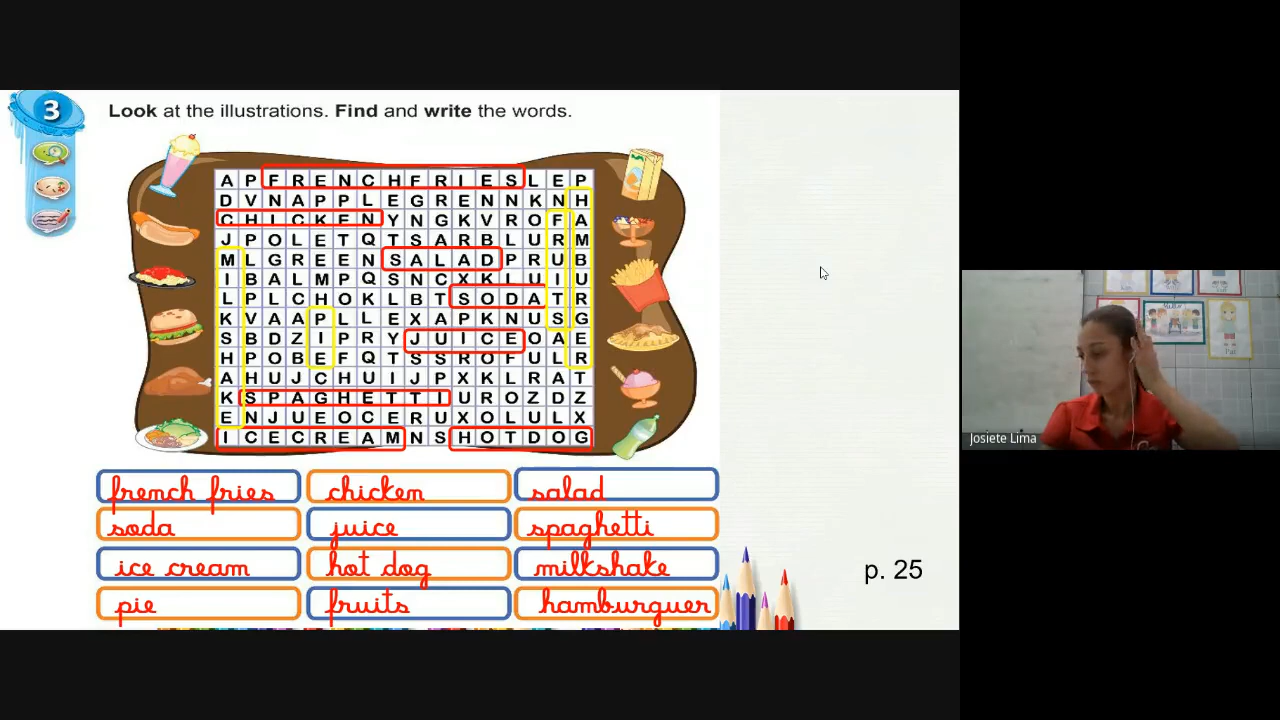 3
Look at the illustrations. Find and write the words.
A P F R E N C H F R I E S L E P
D V N A P P L E G R E N N K N H
C H I C K E N Y N G K V R O F A
J P O L E T Q T S A R B L U R M
M L G R E E N S A L A D P R U B
I B A L M P Q S N C X K L U I U
L P L C H O K L B T S O D A T R
K V A A P L L E X A P K N U S G
S B D Z I P R Y J U I C E O A E
H P O B E F Q T S S R O F U L R
A H U J C H U I J P X K L R A T
K S P A G H E T T I U R O Z D Z
E N J U E O C E R U X O L U L X
I C E C R E A M N S H O T D O G
french fries chicken salad
soda juice spaghetti
ice cream hot dog milkshake
pie fruits hamburguer
p. 25
Josiete Lima